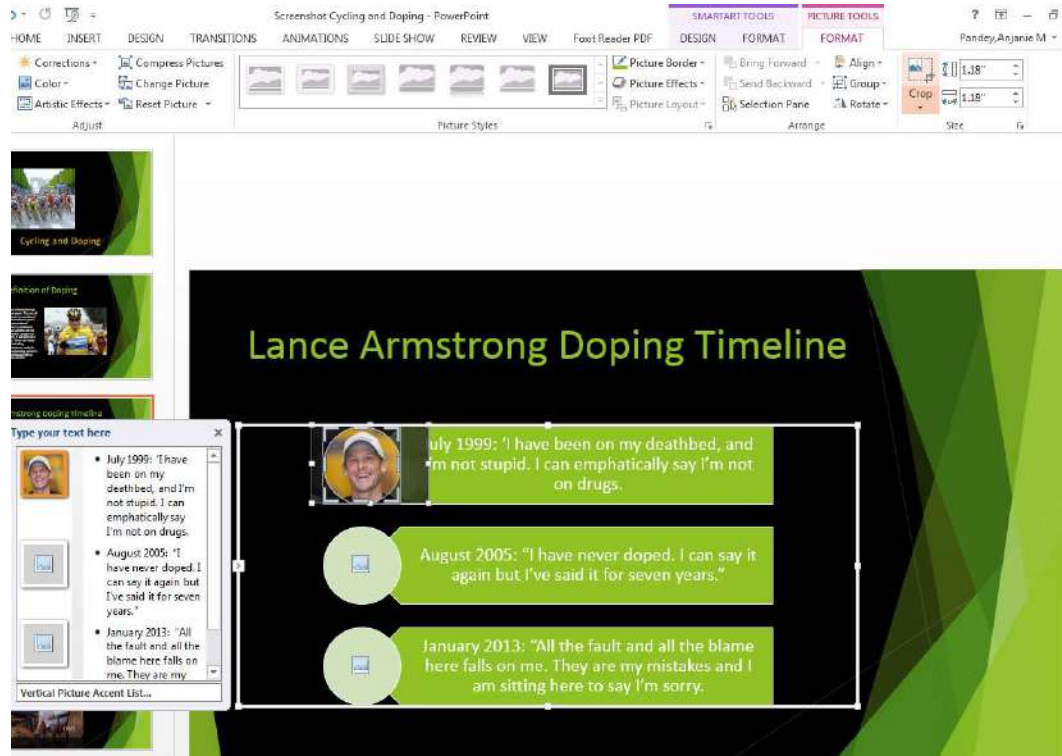 Screenshot Cycling and Doping - PowerPoint
SMARTART TOOLS
PICTURE TOOLS
?
HOME INSERT DESIGN TRANSITIONS ANIMATIONS SLIDE SHOW REVIEW VIEW Foxit Reader PDF DESIGN FORMAT FORMAT Pandey,Anjanie M
Corrections
Compress Pictures
Color
Change Picture
Artistic Effects
Reset Picture
Adjust
Picture Styles
Picture Border
Picture Effects
Picture Layout
Bring Forward
Send Backward
Selection Pane
Align
Group
Rotate
Arrange
Crop
1.18"
1.18"
Size
Cycling and Doping
finition of Doping
mstrong Doping Timeline
Lance Armstrong Doping Timeline
Type your text here
July 1999: 'I have
been on my
deathbed, and I'm
not stupid. I can
emphatically say
I'm not on drugs.
August 2005: "I
have never doped. I
can say it again but
I've said it for seven
years."
January 2013: "All
the fault and all the
blame here falls on
me. They are my
Vertical Picture Accent List...
uly 1999: 'I have been on my deathbed, and
'm not stupid. I can emphatically say I'm not
on drugs.
August 2005: “I have never doped. I can say it
again but I've said it for seven years.”
January 2013: “All the fault and all the blame
here falls on me. They are my mistakes and I
am sitting here to say I'm sorry.